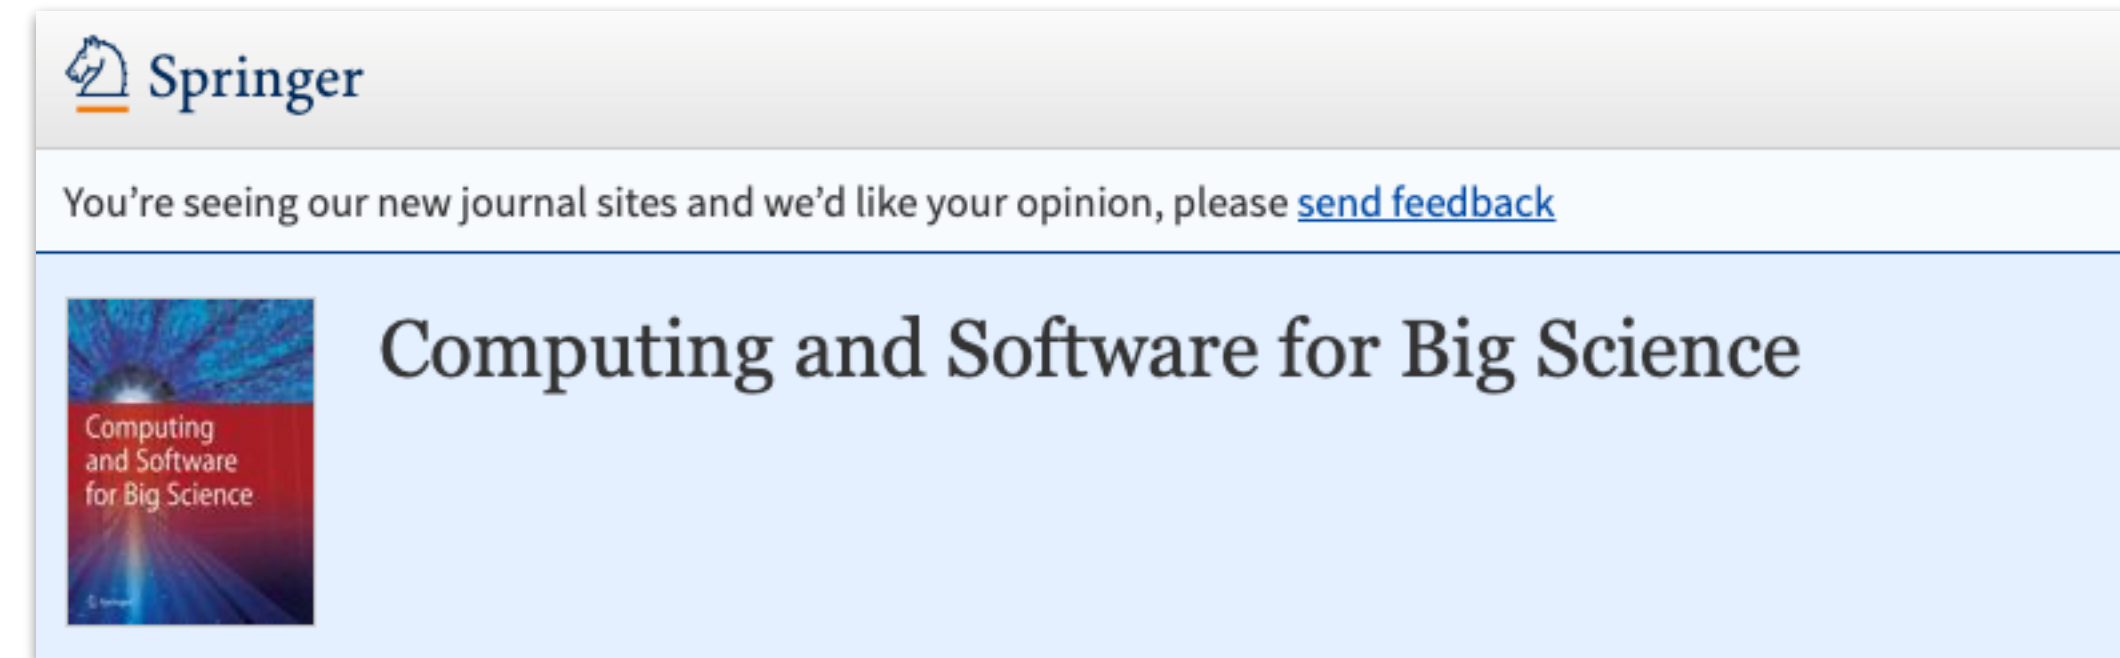 Springer
You're seeing our new journal sites and we'd like your opinion, please send feedback
Computing and Software for Big Science
Computing
and Software
for Big Science
Springer